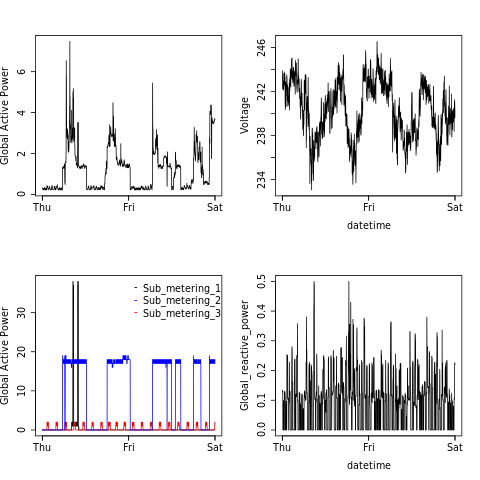 Global Active Power
0
2
4
6
Thu
Fri
Sat
Voltage
234
238
242
246
Thu
Fri
Sat
datetime
Global Active Power
0
10
20
30
Sub_metering_1
Sub_metering_2
Sub_metering_3
Thu
Fri
Sat
Global_reactive_power
0.0
0.1
0.2
0.3
0.4
0.5
Thu
Fri
Sat
datetime